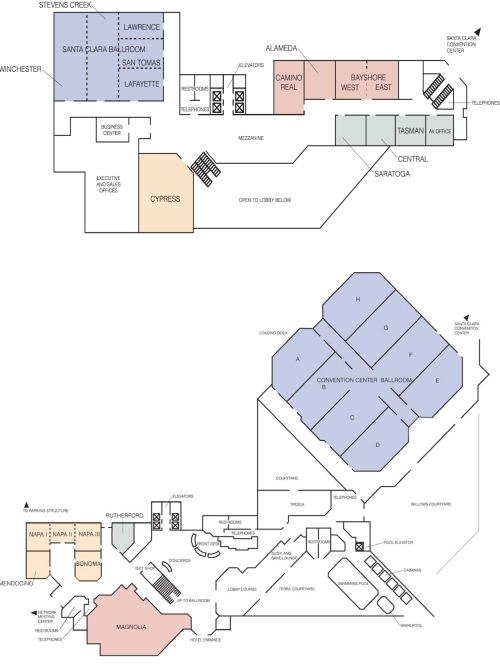 STEVENS CREEK
LAWRENCE
SANTA CLARA BALLROOM
SAN TOMAS
WINCHESTER
LAFAYETTE
RESTROOMS
TELEPHONES
ELEVATORS
ALAMEDA
CAMINO
REAL
BAYSHORE
WEST
EAST
SANTA CLARA
CONVENTION
CENTER
TELEPHONES
BUSINESS
CENTER
MEZZANINE
TASMAN
AV OFFICE
CENTRAL
SARATOGA
EXECUTIVE
AND SALES
OFFICES
CYPRESS
OPEN TO LOBBY BELOW
H
G
F
E
A
B
C
D
LOADING DOCK
CONVENTION CENTER BALLROOM
SANTA CLARA
CONVENTION
CENTER
COURTYARD
TRESCA
TELEPHONES
WILLOWS COURTYARD
ELEVATORS
TO PARKING STRUCTURE
RUTHERFORD
RESTROOMS
TELEPHONES
FRONT DESK
NAPA I
NAPA II
NAPA III
SONOMA
MENDOCINO
CONCIERGE
GIFT SHOP
UP TO BALLROOM
SUSHI AND
SAKE LOUNGE
RESTROOMS
POOL ELEVATOR
CABANAS
LOBBY LOUNGE
TERRA COURTYARD
SWIMMING POOL
WHIRLPOOL
NETWORK
MEETING
CENTER
RESTROOMS
TELEPHONES
MAGNOLIA
HOTEL ENTRANCE